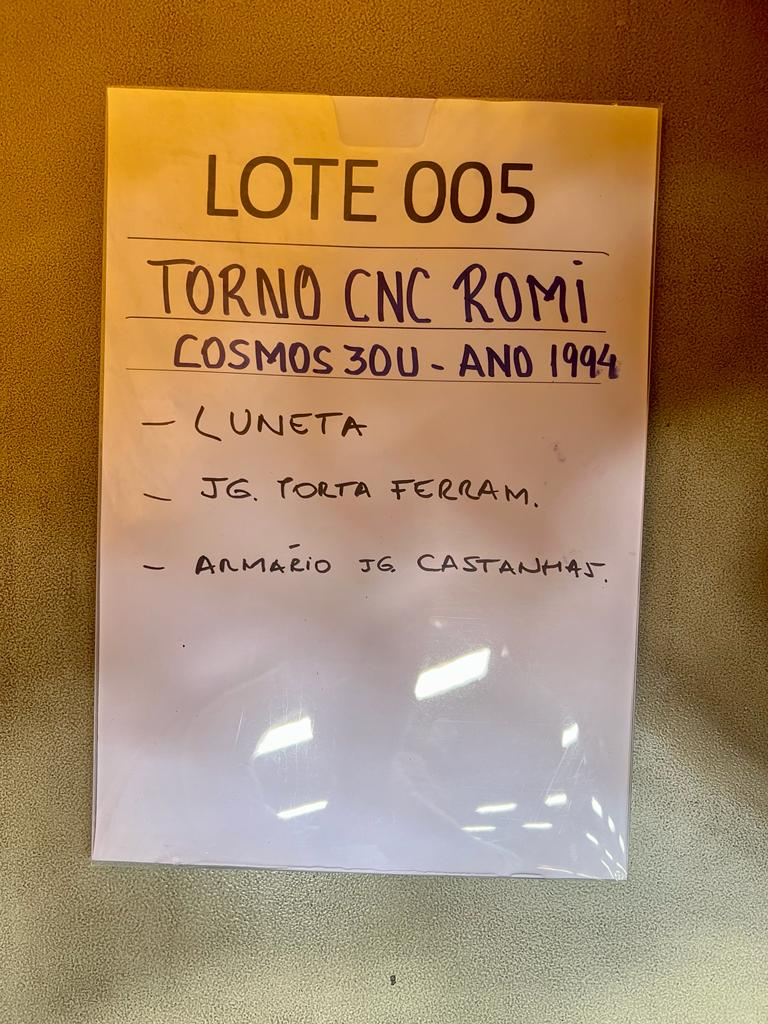 LOTE 005
TORNO CNC ROMi
COSMOS 30U - ANO 1994
- LUNETA
- JG. PORTA FERRAM.
- ARMÁRIO JG. CASTANHAS.